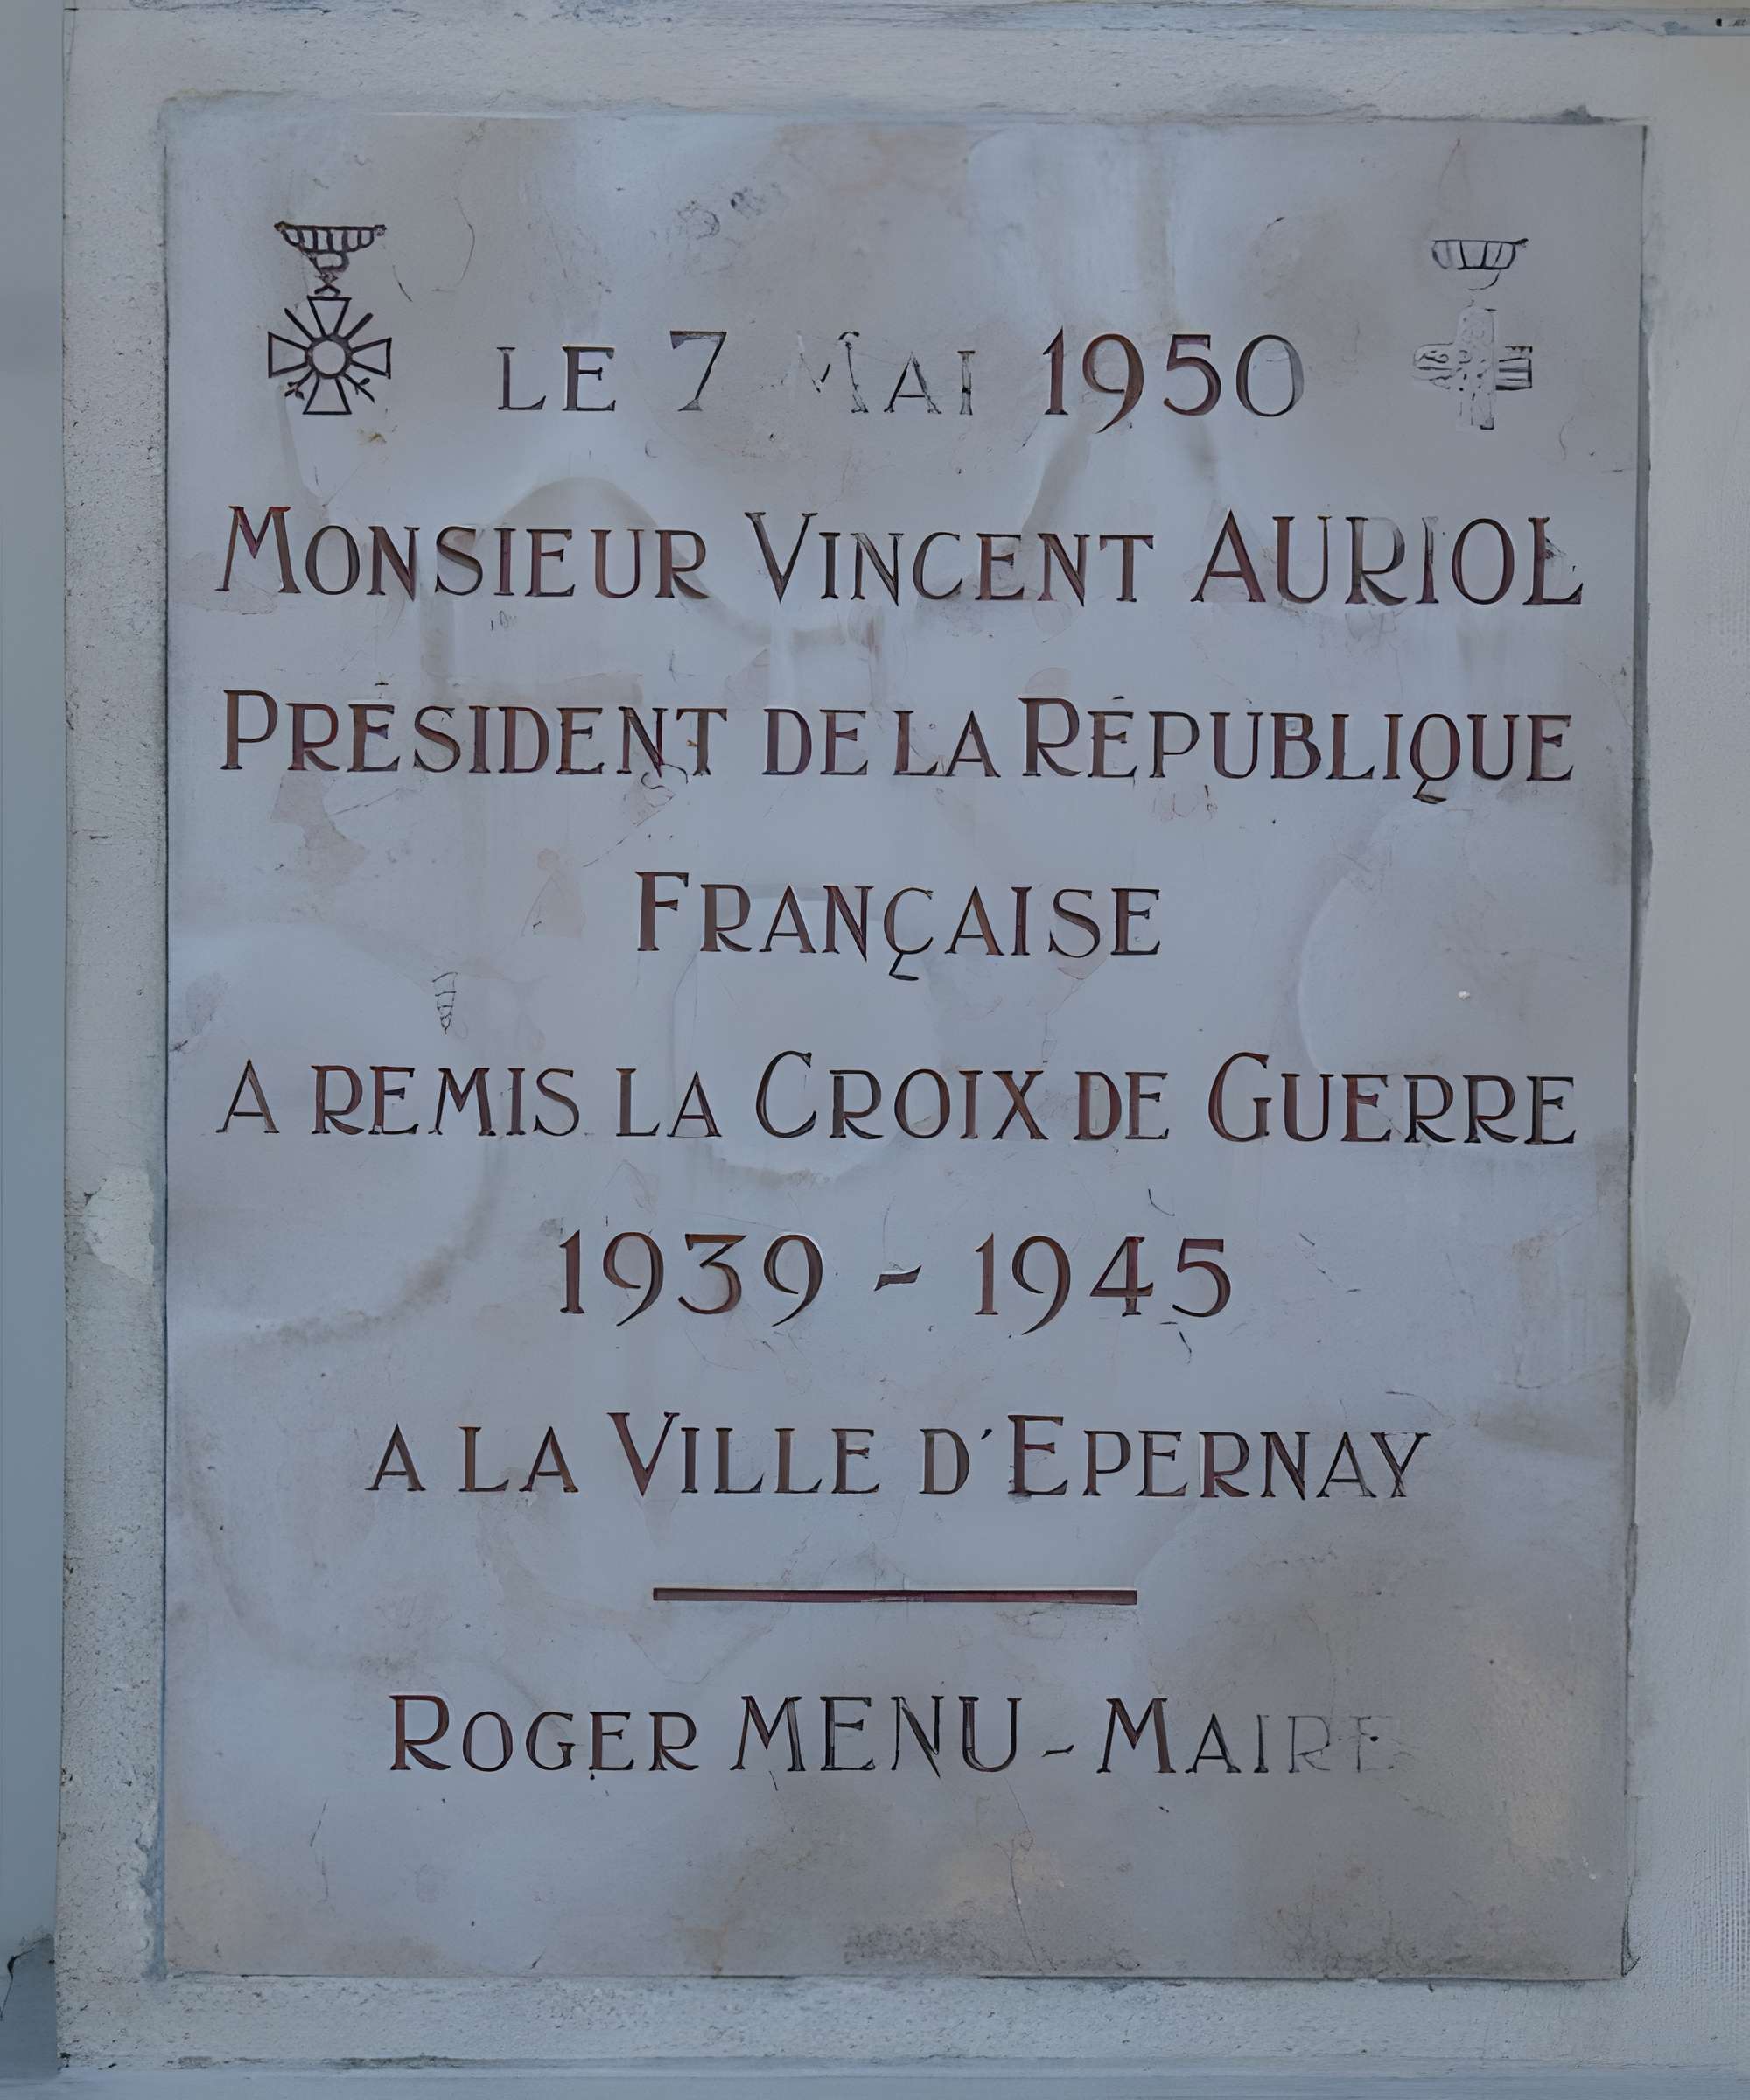 LE 7 MAI 1950
MONSIEUR VINCENT AURIOL
PRÉSIDENT DE LA RÉPUBLIQUE
FRANÇAISE
A REMIS LA CROIX DE GUERRE
1939 - 1945
A LA VILLE D'EPERNAY
ROGER MENU - MAIRE